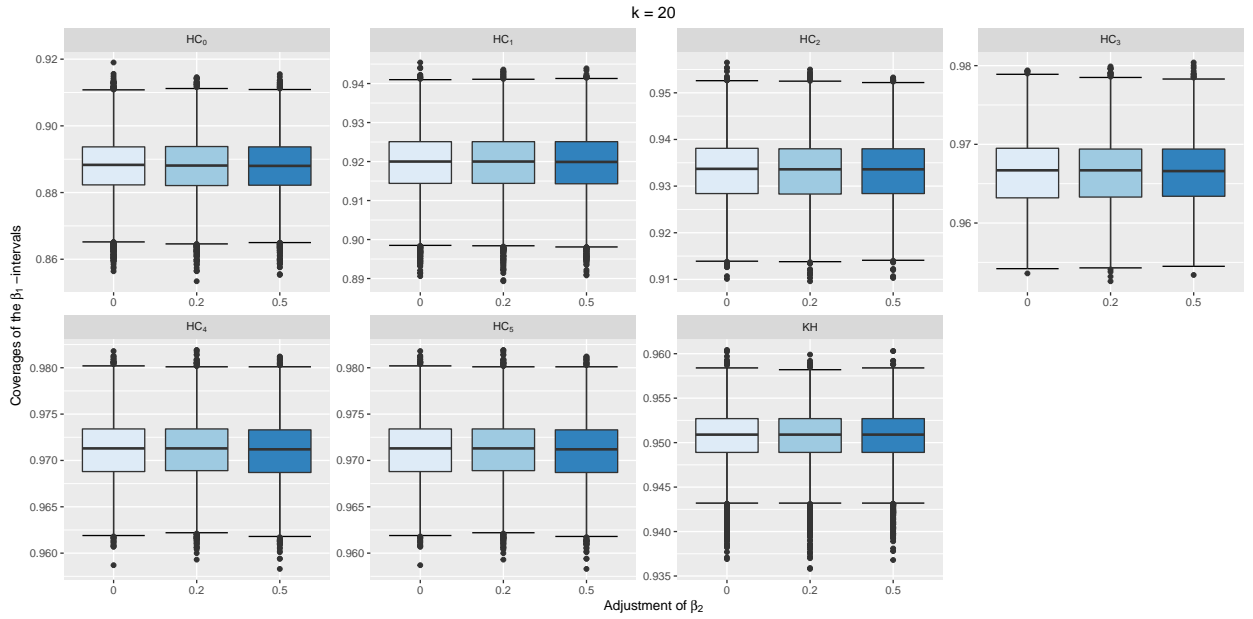 k = 20
HC₀
HC₁
HC₂
HC₃
0.92
0.90
0.88
0.86
0.94
0.93
0.92
0.91
0.90
0.89
0.95
0.94
0.93
0.92
0.91
0.98
0.97
0.96
0 0.2 0.5
0 0.2 0.5
0 0.2 0.5
0 0.2 0.5
Coverages of the β₁ −intervals
HC₄
HC₅
KH
0.980
0.975
0.970
0.965
0.960
0.980
0.975
0.970
0.965
0.960
0.960
0.955
0.950
0.945
0.940
0.935
0 0.2 0.5
0 0.2 0.5
0 0.2 0.5
Adjustment of β₂